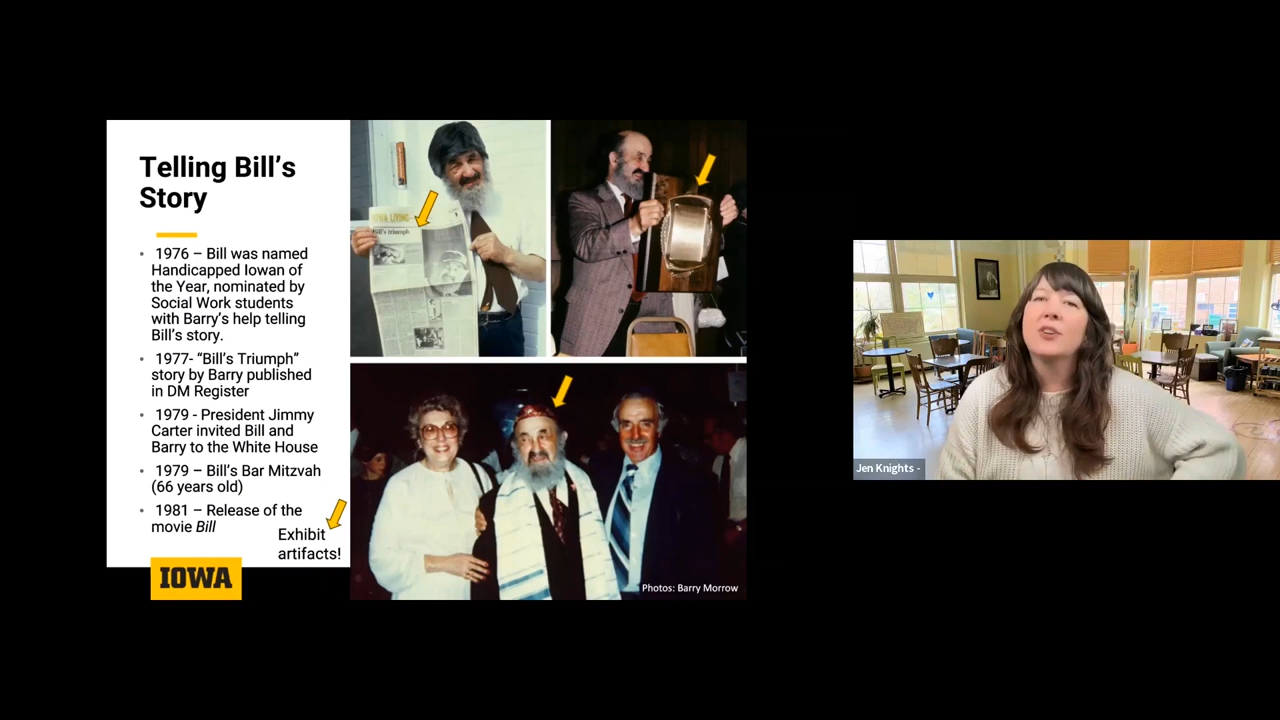 Telling Bill’s
Story
• 1976 – Bill was named
Handicapped Iowan of
the Year, nominated by
Social Work students
with Barry’s help telling
Bill’s story.
• 1977- “Bill’s Triumph”
story by Barry published
in DM Register
• 1979 - President Jimmy
Carter invited Bill and
Barry to the White House
• 1979 – Bill’s Bar Mitzvah
(66 years old)
• 1981 – Release of the
movie Bill
Exhibit
artifacts!
IOWA
IOWA LIVING
Bill's triumph
Photos: Barry Morrow
Jen Knights -